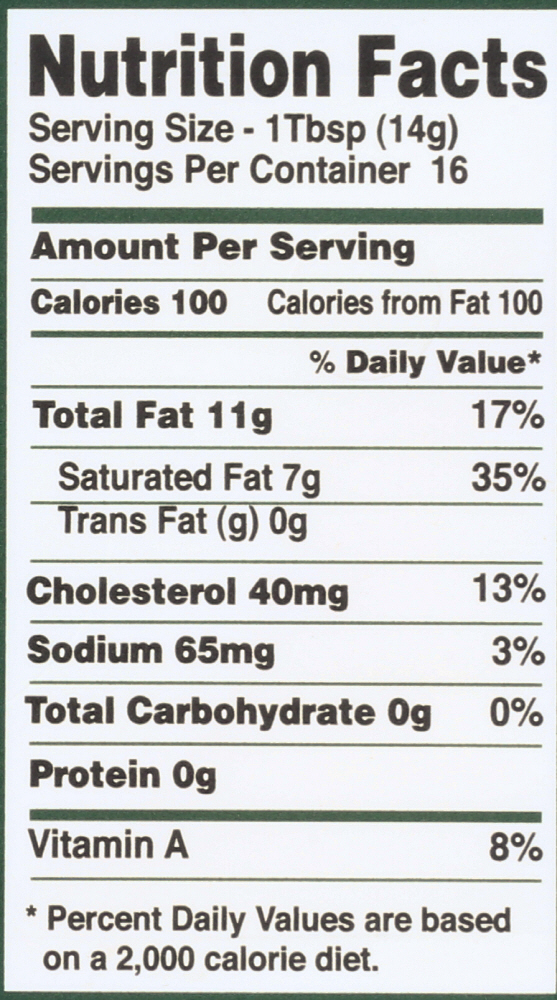 Nutrition Facts
Serving Size - 1Tbsp (14g)
Servings Per Container 16
Amount Per Serving
Calories 100 Calories from Fat 100
% Daily Value*
Total Fat 11g 17%
Saturated Fat 7g 35%
Trans Fat (g) 0g
Cholesterol 40mg 13%
Sodium 65mg 3%
Total Carbohydrate 0g 0%
Protein 0g
Vitamin A 8%
* Percent Daily Values are based
on a 2,000 calorie diet.